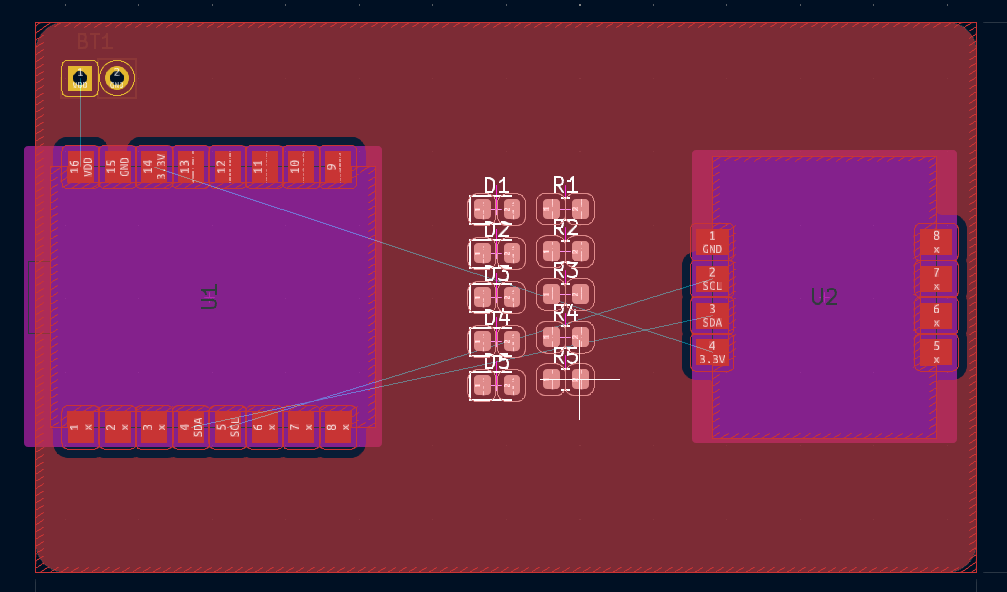 BT1
1
VDD
2
16
VDD
15
GND
14
3.3V
13
12
11
10
9
U1
1
x
2
x
3
x
4
SDA
5
SCL
6
x
7
x
8
x
D1
R1
D2
R2
D3
R3
D4
R4
D5
R5
1
GND
2
SCL
3
SDA
4
3.3V
U2
8
x
7
x
6
x
5
x